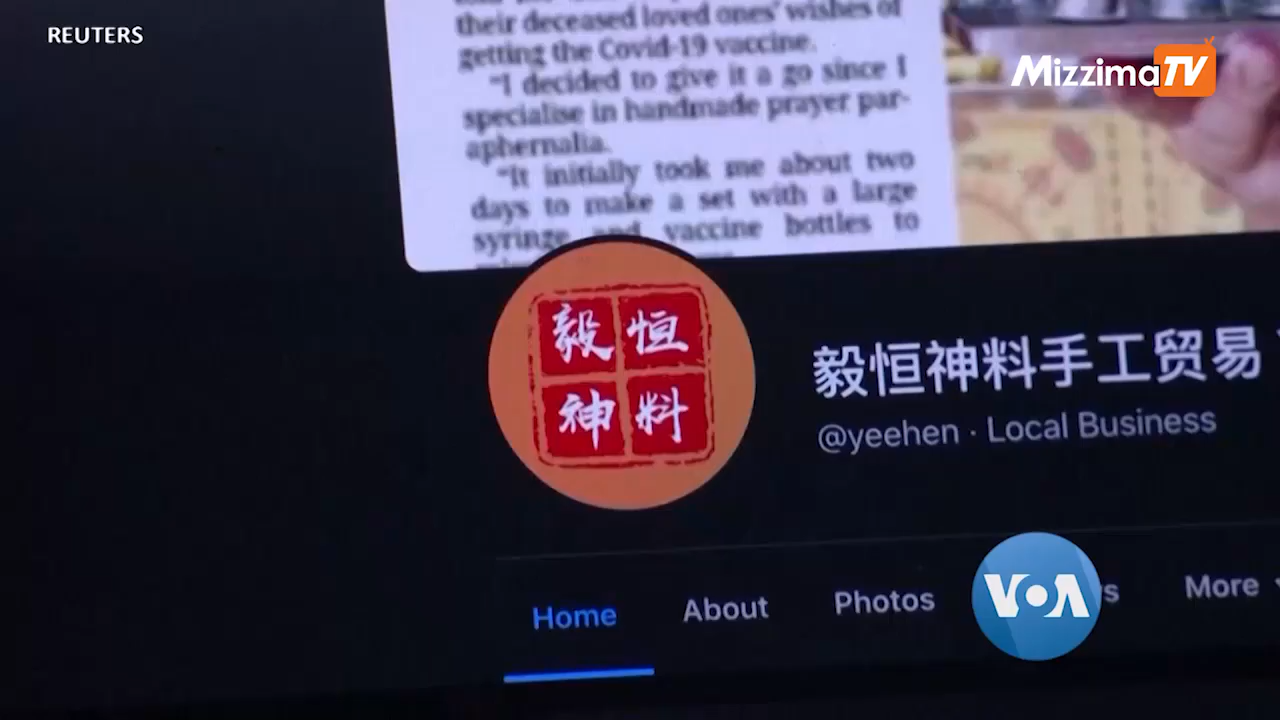 REUTERS
MizzimaTV
their deceased loved ones' wishes of
getting the Covid-19 vaccine.
"I decided to give it a go since I
specialise in handmade prayer par-
aphernalia.
"It initially took me about two
days to make a set with a large
syringe and vaccine bottles to
毅恒
神料
毅恒神料手工贸易
@yeehen · Local Business
Home
About
Photos
VOA
More